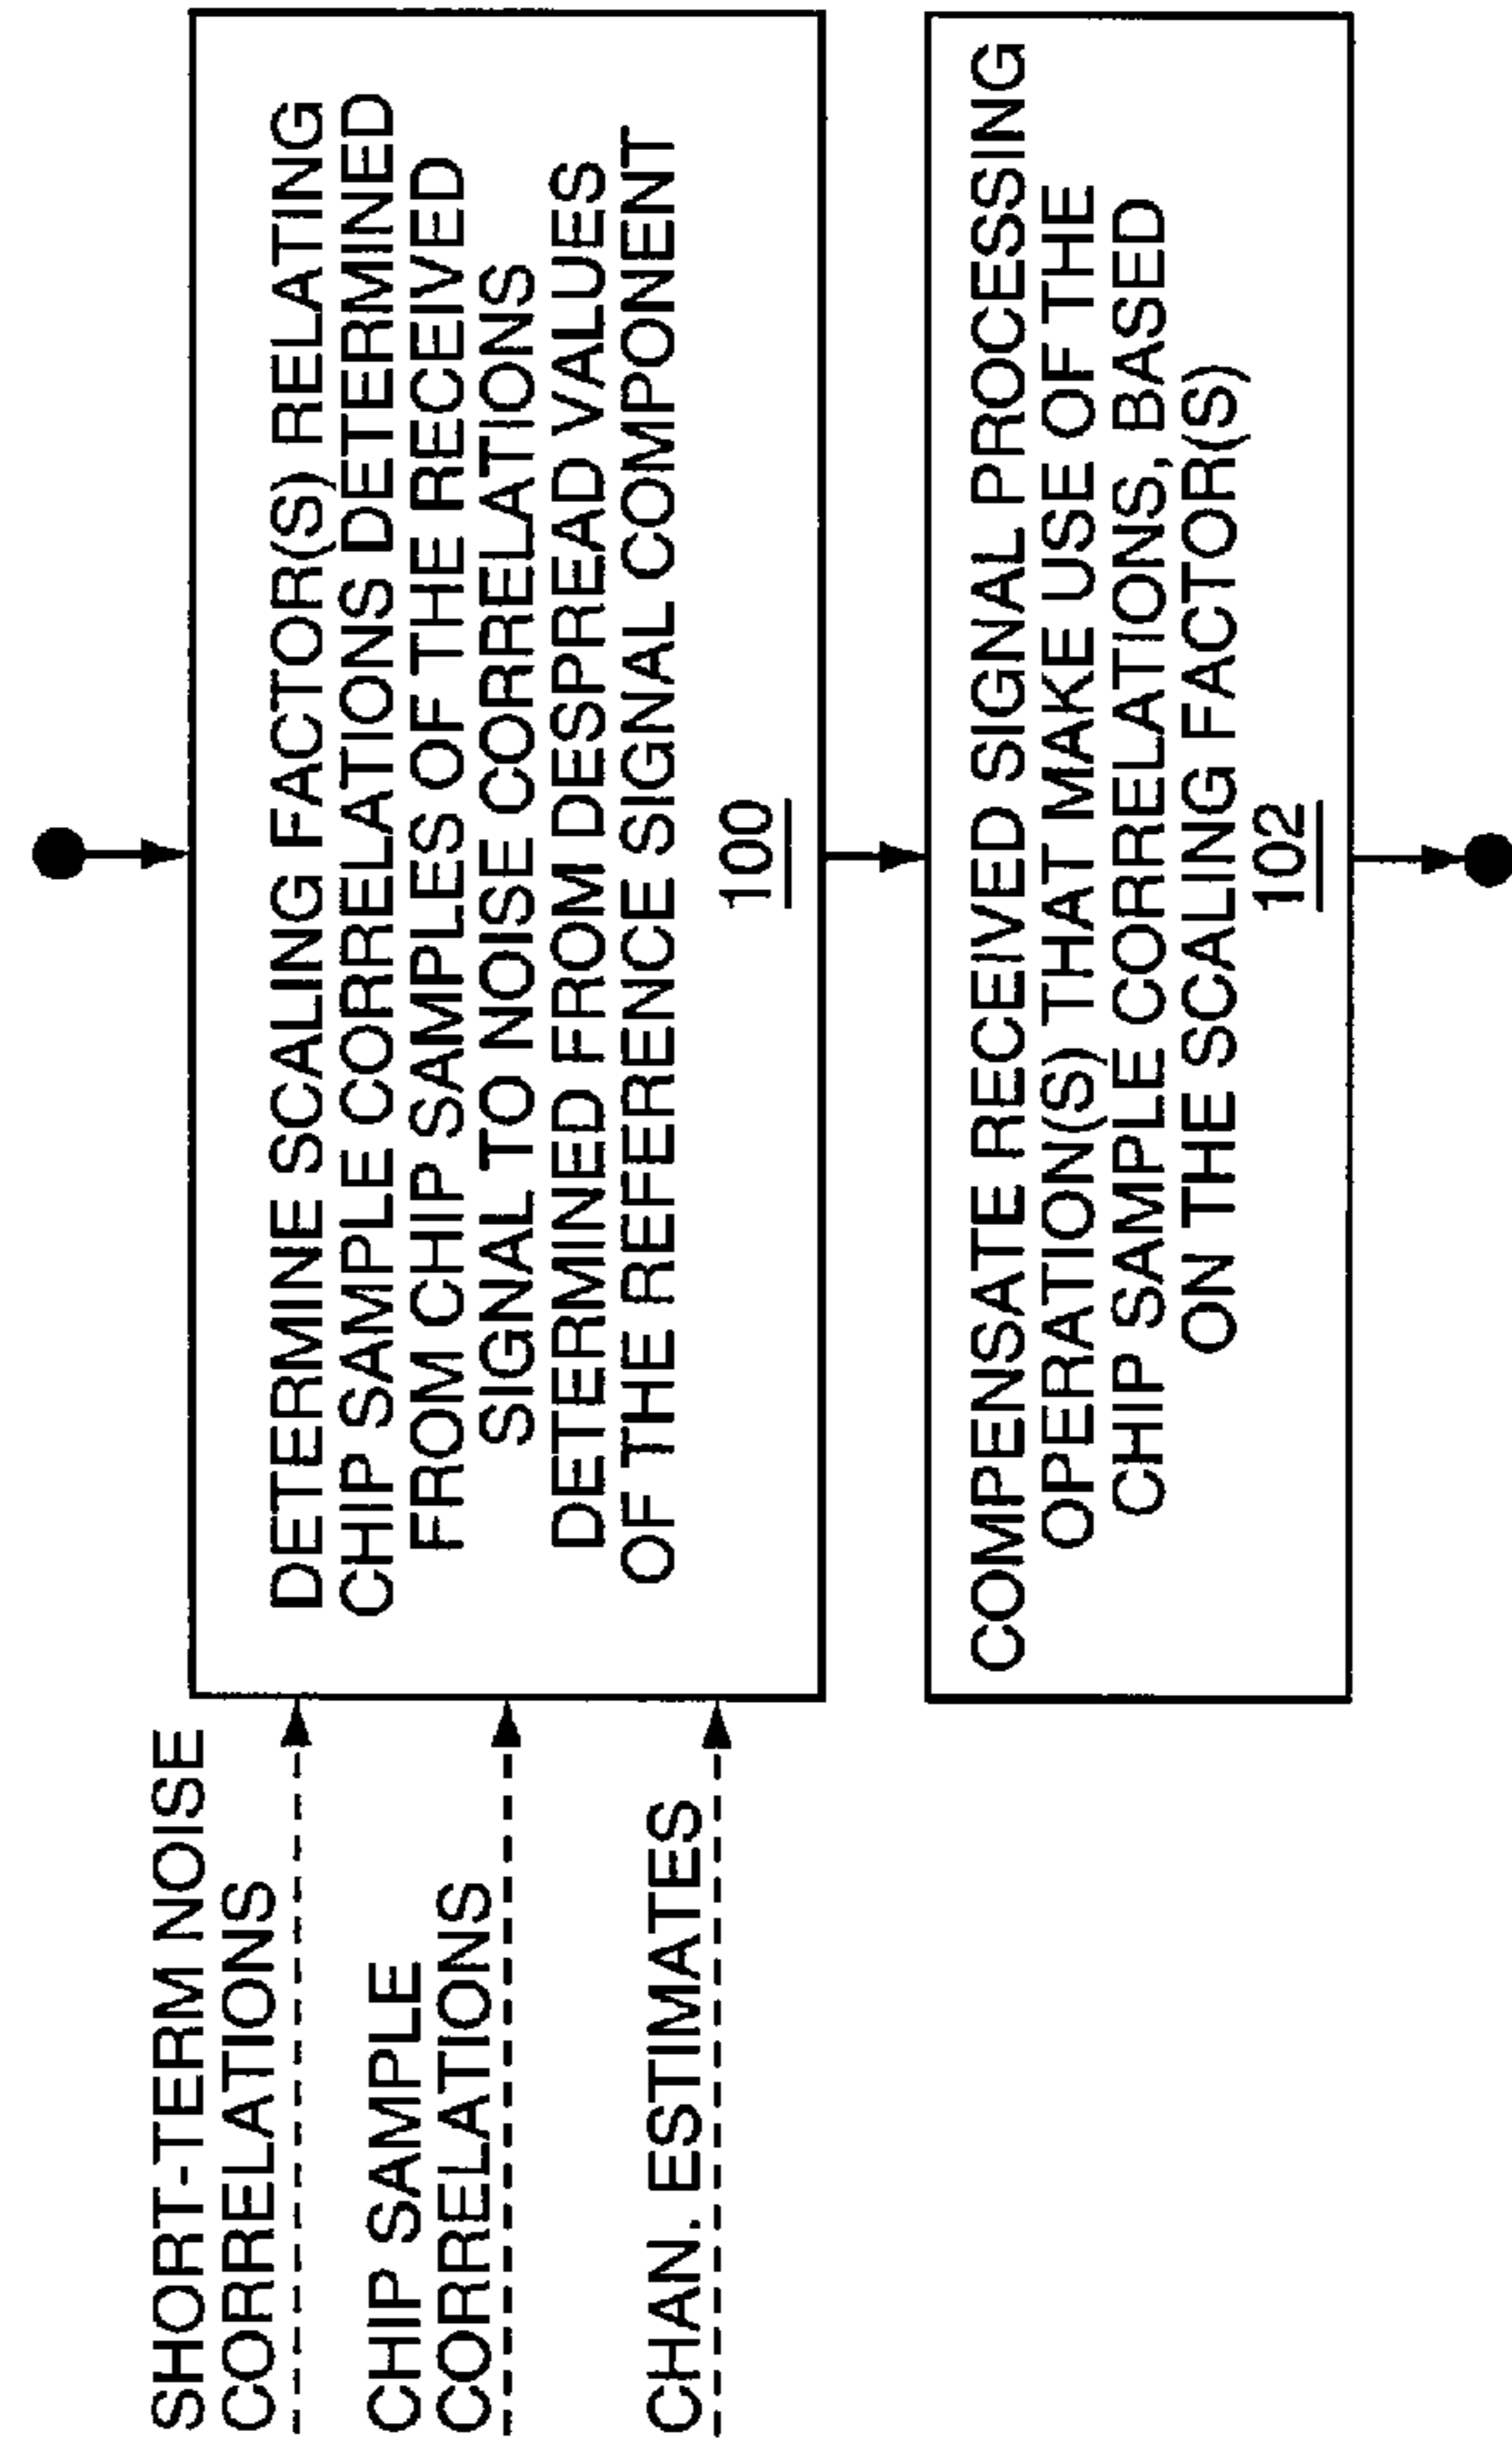 SHORT-TERM NOISE
CORRELATIONS
CHIP SAMPLE
CORRELATIONS
CHAN. ESTIMATES
DETERMINE SCALING FACTOR(S) RELATING
CHIP SAMPLE CORRELATIONS DETERMINED
FROM CHIP SAMPLES OF THE RECEIVED
SIGNAL TO NOISE CORRELATIONS
DETERMINED FROM DESPREAD VALUES
OF THE REFERENCE SIGNAL COMPONENT
100
COMPENSATE RECEIVED SIGNAL PROCESSING
OPERATION(S) THAT MAKE USE OF THE
CHIP SAMPLE CORRELATIONS, BASED
ON THE SCALING FACTOR(S)
102